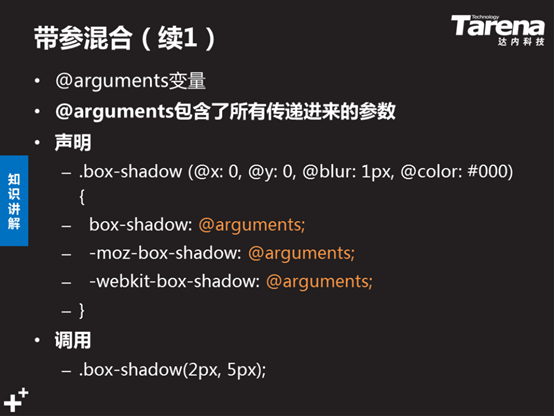 带参混合（续1）
Technology
Tarena
达内科技
• @arguments变量
• @arguments包含了所有传递进来的参数
• 声明
– .box-shadow (@x: 0, @y: 0, @blur: 1px, @color: #000)
{
– box-shadow: @arguments;
– -moz-box-shadow: @arguments;
– -webkit-box-shadow: @arguments;
– }
• 调用
– .box-shadow(2px, 5px);
知识讲解